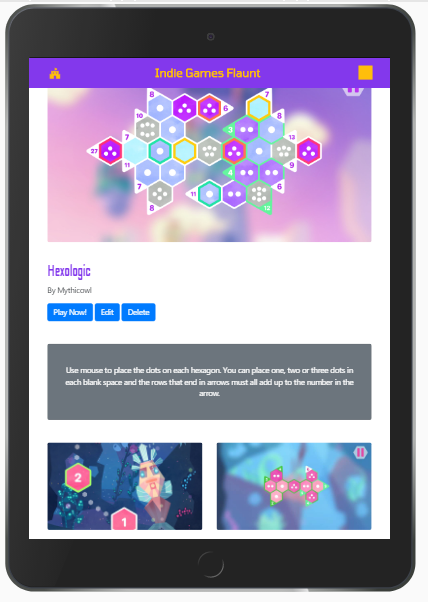 Indie Games Flaunt
8
7
10
6
8
7
3
13
27
11
4
9
7
11
6
8
12
Hexologic
By Mythicowl
Play Now!
Edit
Delete
Use mouse to place the dots on each hexagon. You can place one, two or three dots in
each blank space and the rows that end in arrows must all add up to the number in the
arrow.
2
1